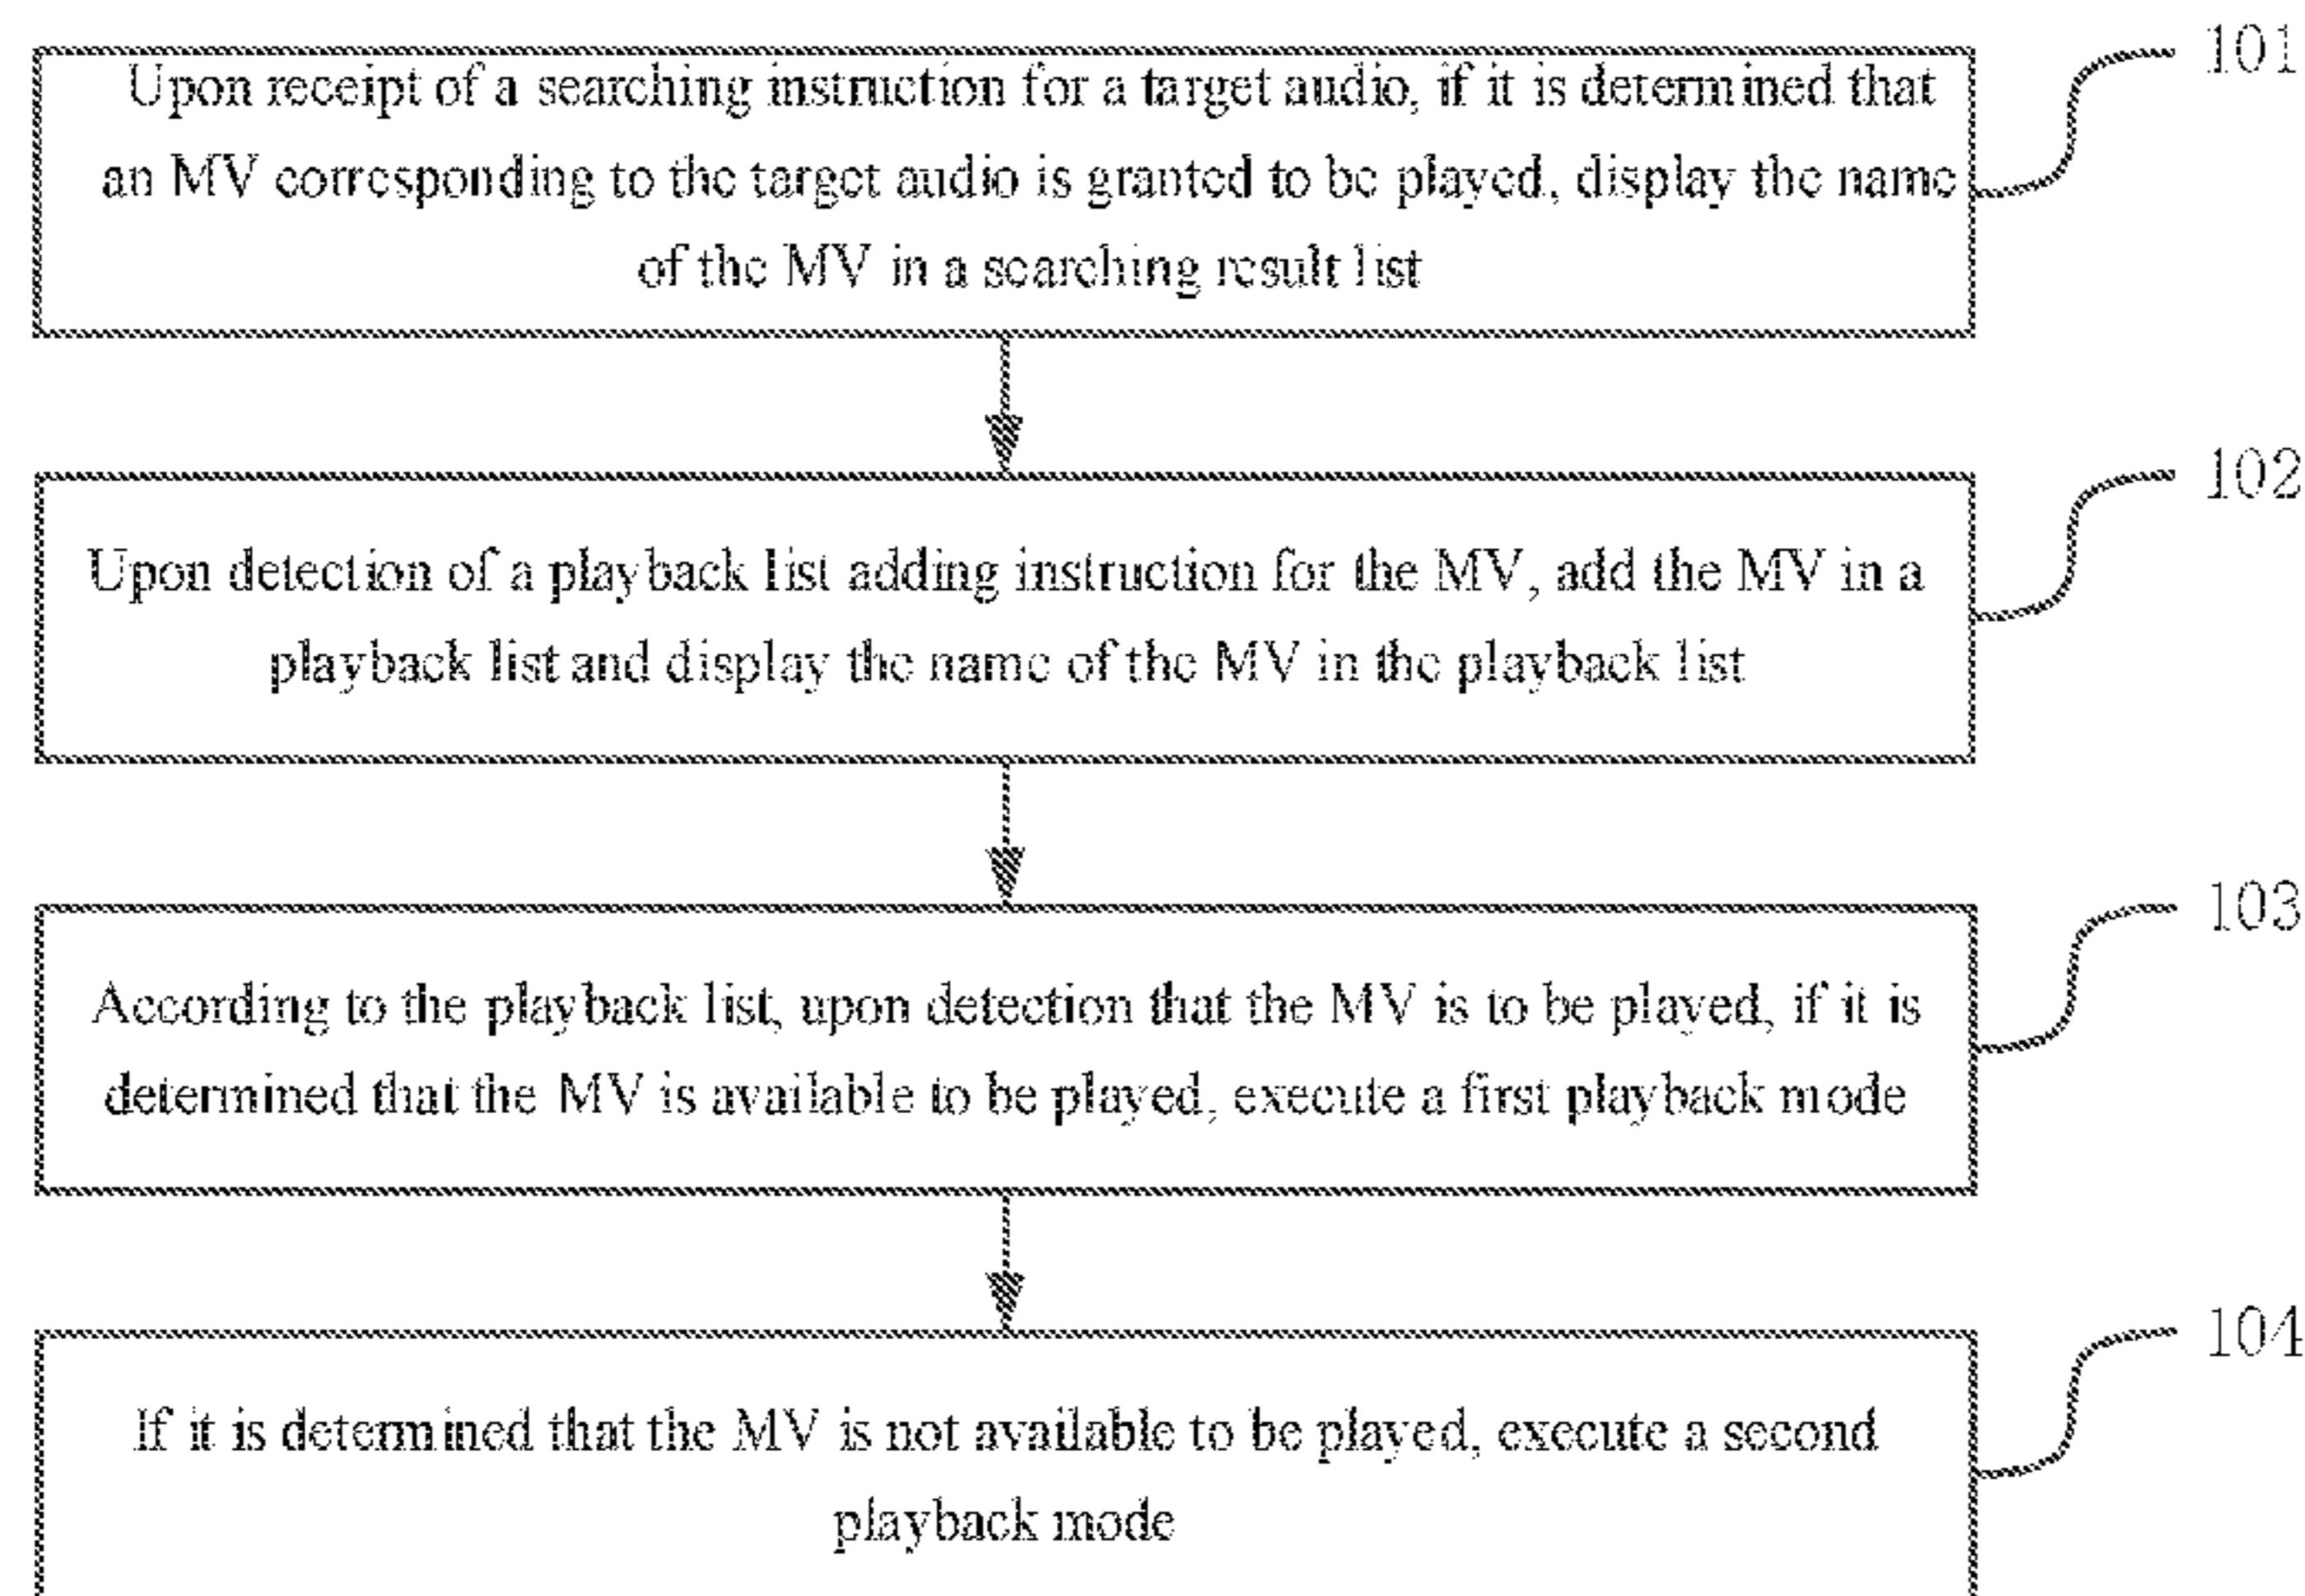 Upon receipt of a searching instruction for a target audio, if it is determined that
an MV corresponding to the target audio is granted to be played, display the name
of the MV in a searching result list
101
Upon detection of a playback list adding instruction for the MV, add the MV in a
playback list and display the name of the MV in the playback list
102
According to the playback list, upon detection that the MV is to be played, if it is
determined that the MV is available to be played, execute a first playback mode
103
If it is determined that the MV is not available to be played, execute a second
playback mode
104